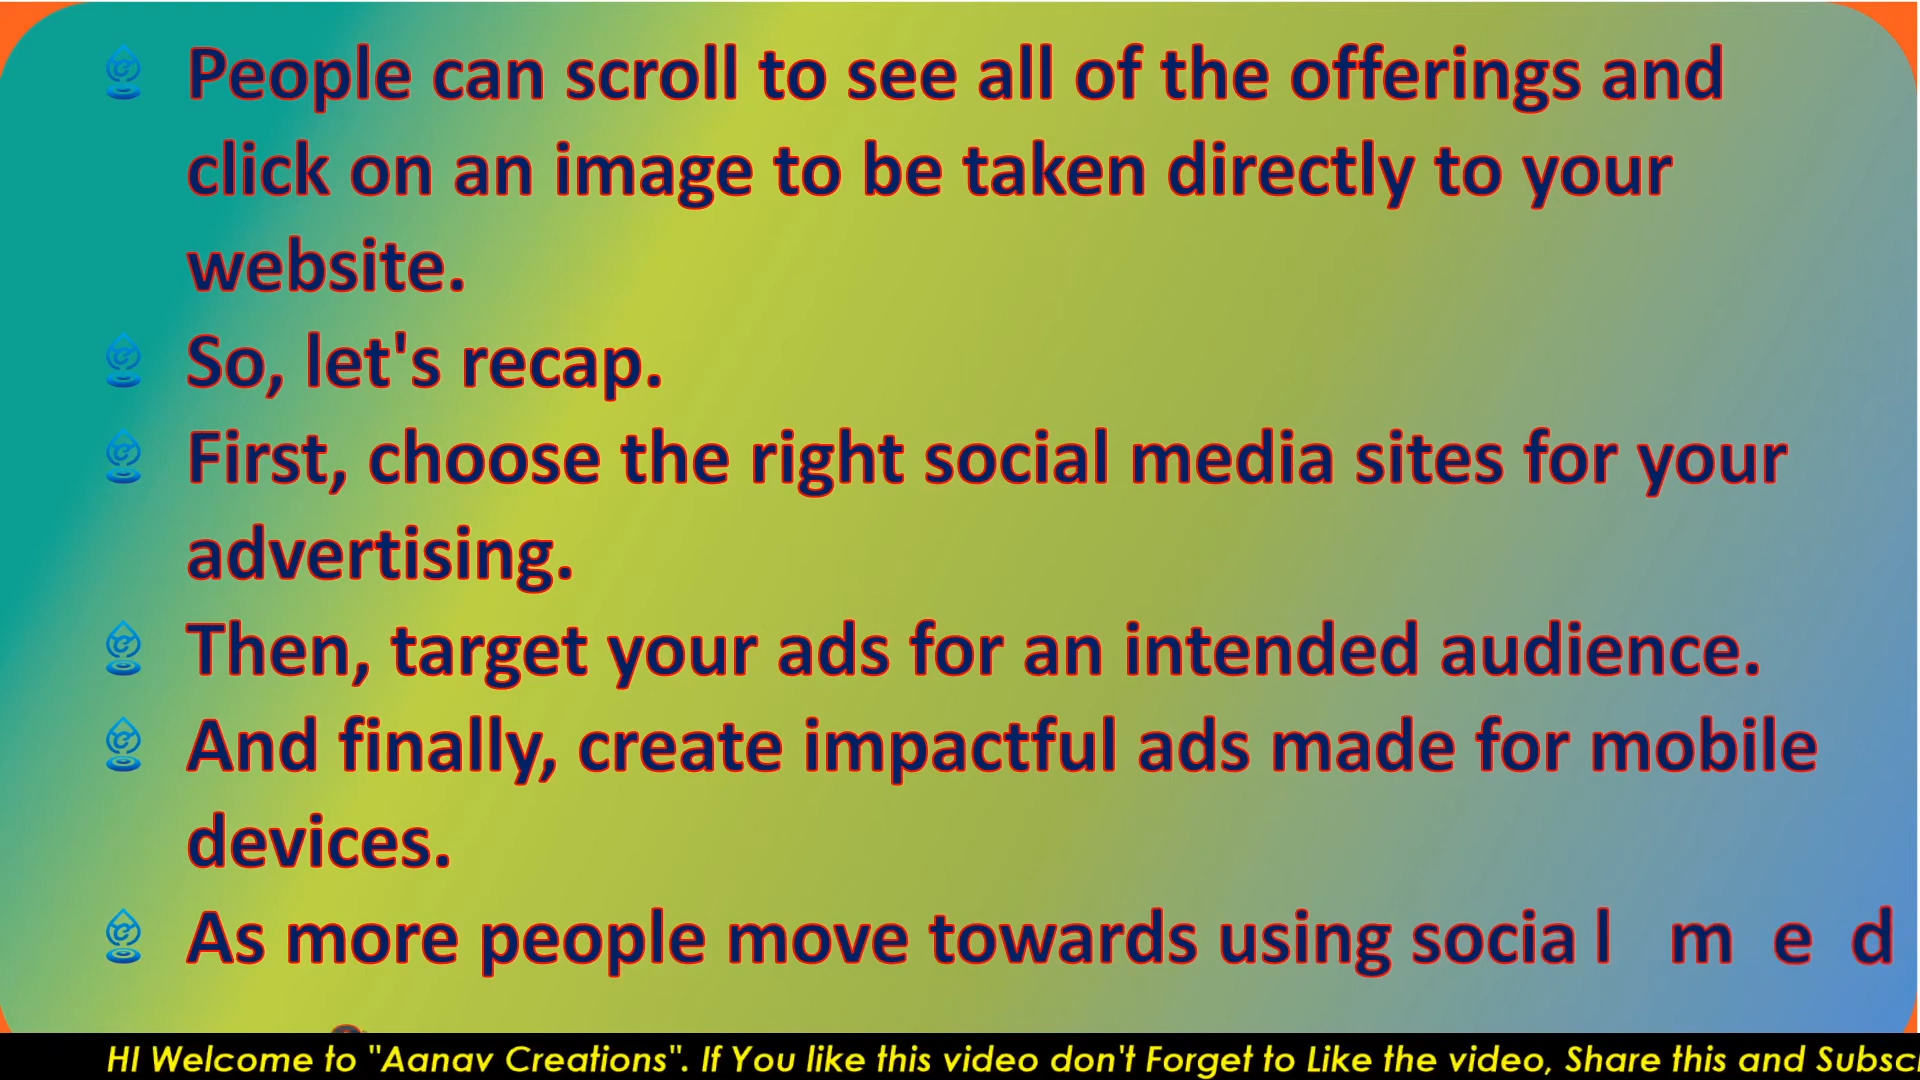 People can scroll to see all of the offerings and
click on an image to be taken directly to your
website.
So, let's recap.
First, choose the right social media sites for your
advertising.
Then, target your ads for an intended audience.
And finally, create impactful ads made for mobile
devices.
As more people move towards using social med
HI Welcome to "Aanav Creations". If You like this video don't Forget to Like the video, Share this and Subsc